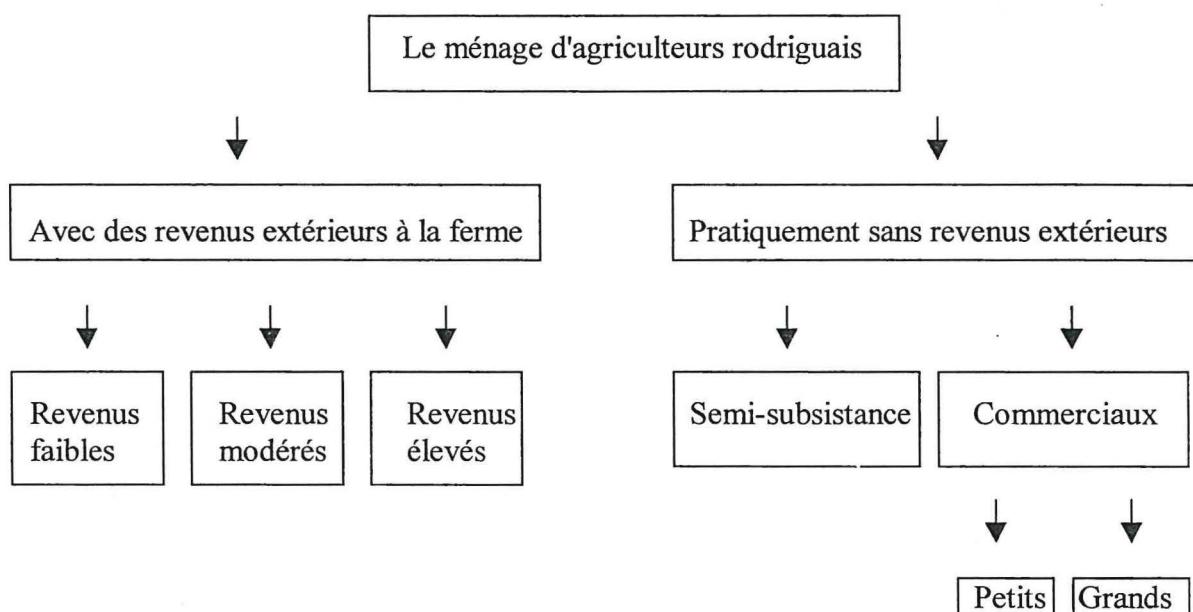 Le ménage d'agriculteurs rodriguais
Avec des revenus extérieurs à la ferme
Pratiquement sans revenus extérieurs
Revenus
faibles
Revenus
modérés
Revenus
élevés
Semi-subsistance
Commerciaux
Petits
Grands